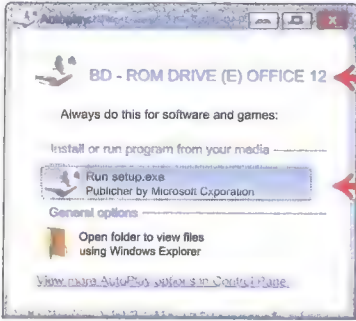 Autoplay
BD - ROM DRIVE (E) OFFICE 12
Always do this for software and games:
Install or run program from your media
Run setup.exe
Publicher by Microsoft Cxporation
General options
Open folder to view files
using Windows Explorer
View more AutoPlay options in Control Pane